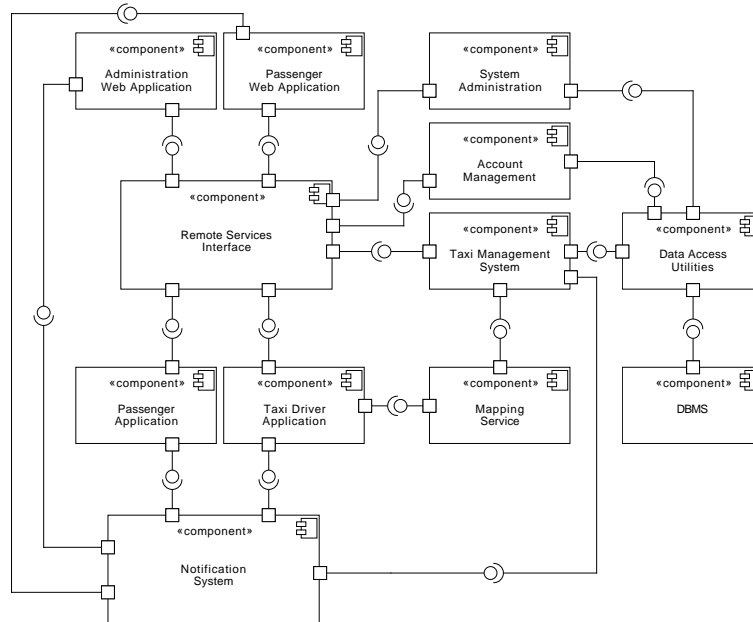 «component»
Administration
Web Application
«component»
Passenger
Web Application
«component»
System
Administration
«component»
Account
Management
«component»
Remote Services
Interface
«component»
Taxi Management
System
«component»
Data Access
Utilities
«component»
Passenger
Application
«component»
Taxi Driver
Application
«component»
Mapping
Service
«component»
DBMS
«component»
Notification
System